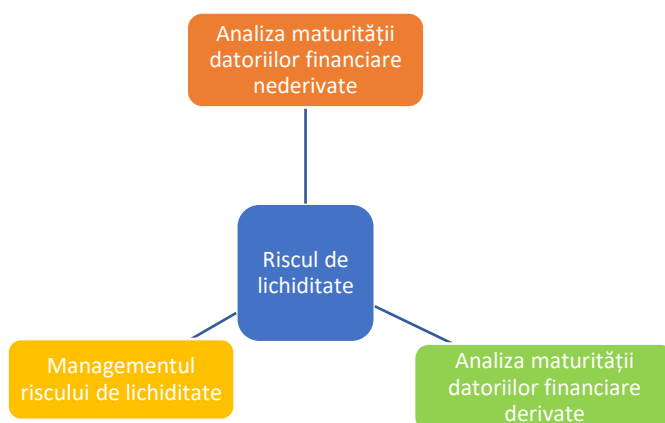 Analiza maturității
datoriilor financiare
nederivate
Riscul de
lichiditate
Managementul
riscului de lichiditate
Analiza maturității
datoriilor financiare
derivate